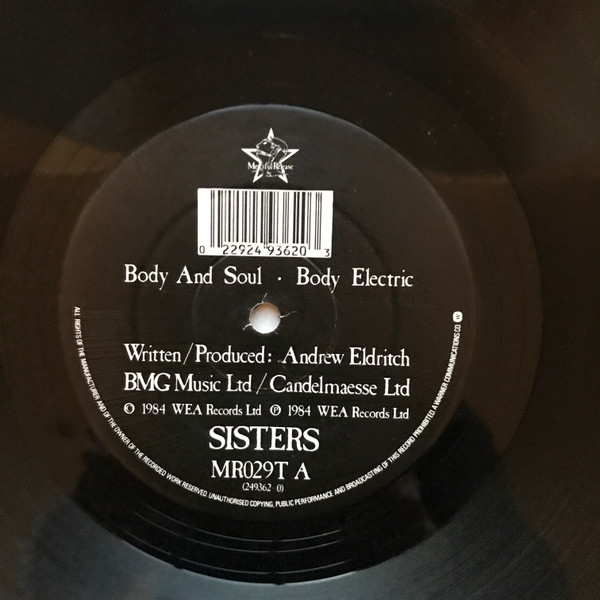 Merciful Release
0 22924 93620 3
Body And Soul · Body Electric
Written/Produced: Andrew Eldritch
BMG Music Ltd/Candelmaesse Ltd
© 1984 WEA Records Ltd ℗ 1984 WEA Records Ltd
SISTERS
MR029T A
(249362 0)
ALL RIGHTS OF THE MANUFACTURER AND OF THE OWNER OF THE RECORDED WORK RESERVED. UNAUTHORISED COPYING, PUBLIC PERFORMANCE AND BROADCASTING OF THIS RECORD PROHIBITED. A WARNER COMMUNICATIONS CO.